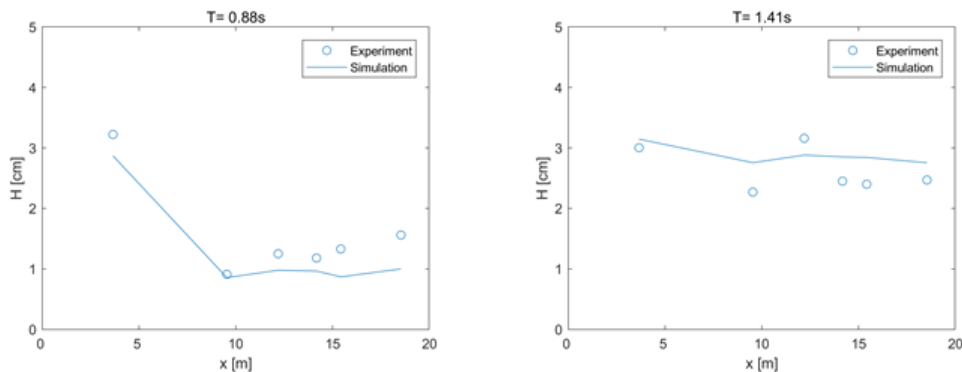 T= 0.88s
5
4
3
2
1
0
H [cm]
0 5 10 15 20
x [m]
Experiment
Simulation
T= 1.41s
5
4
3
2
1
0
H [cm]
0 5 10 15 20
x [m]
Experiment
Simulation